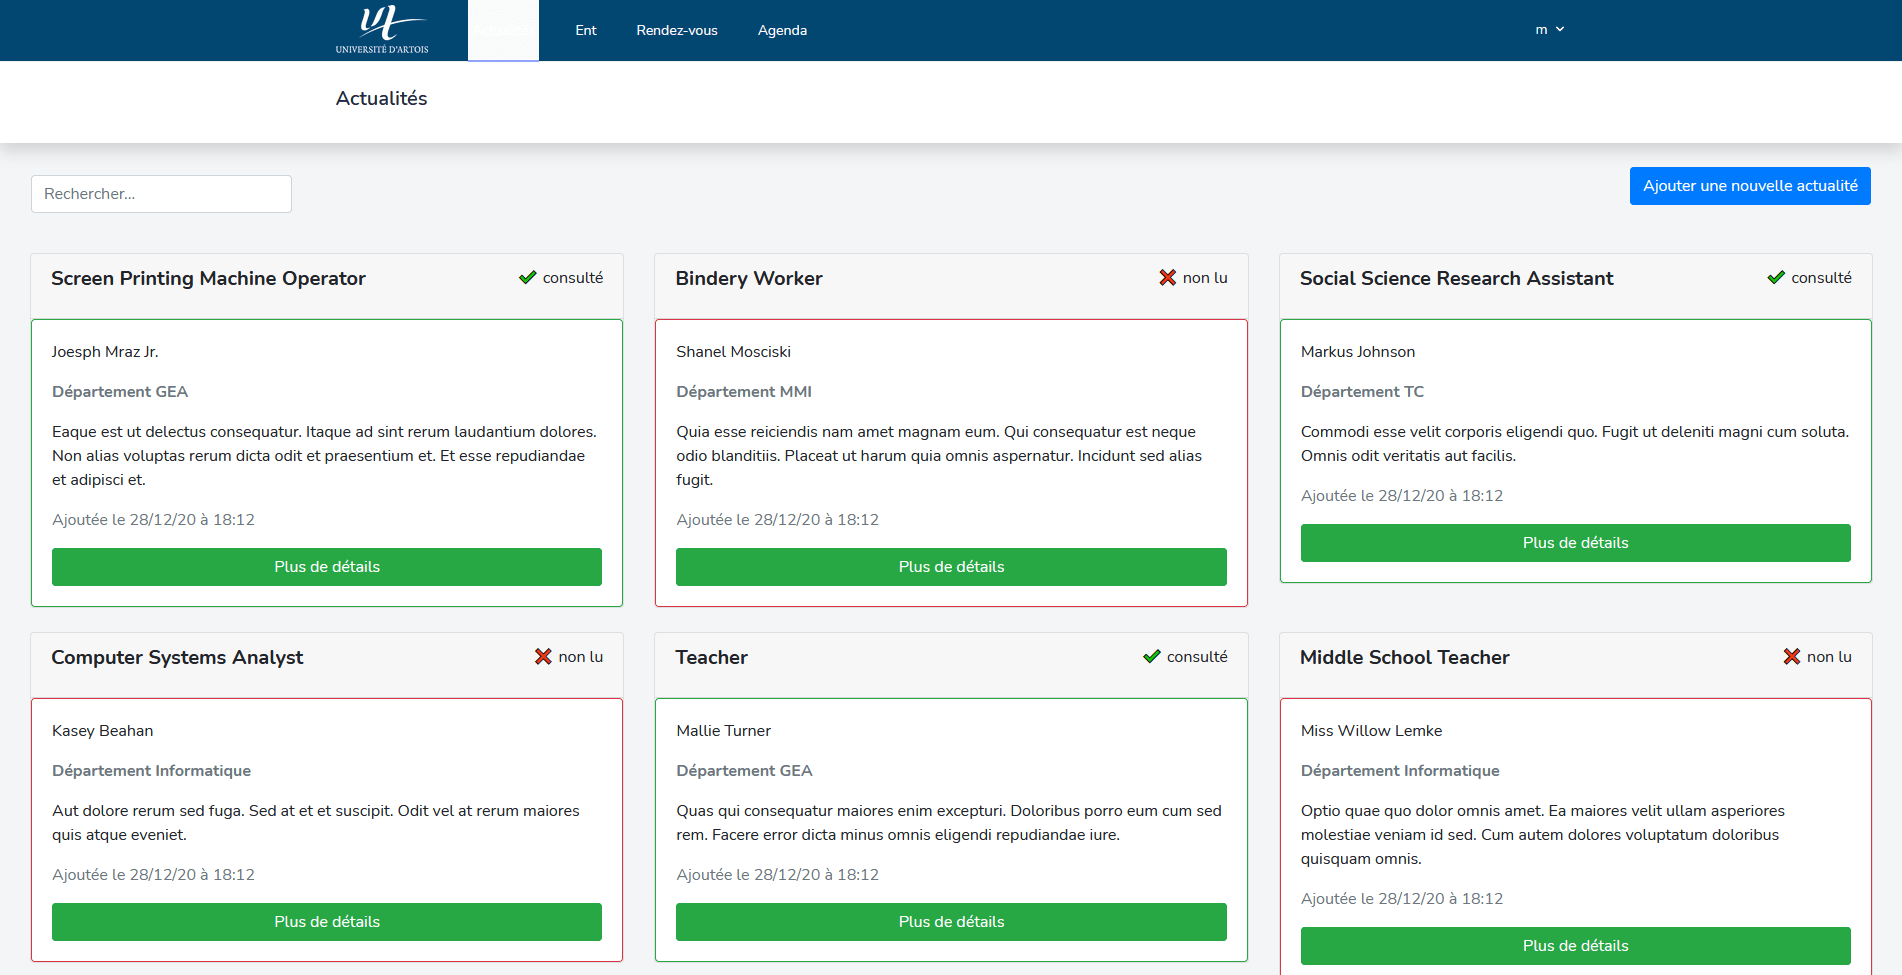 UNIVERSITÉ D'ARTOIS
Ent
Rendez-vous
Agenda
m
Actualités
Rechercher...
Ajouter une nouvelle actualité
Screen Printing Machine Operator
consulté
Joesph Mraz Jr.
Département GEA
Eaque est ut delectus consequatur. Itaque ad sint rerum laudantium dolores.
Non alias voluptas rerum dicta odit et praesentium et. Et esse repudiandae
et adipisci et.
Ajoutée le 28/12/20 à 18:12
Plus de détails
Bindery Worker
non lu
Shanel Mosciski
Département MMI
Quia esse reiciendis nam amet magnam eum. Qui consequatur est neque
odio blanditiis. Placeat ut harum quia omnis aspernatur. Incidunt sed alias
fugit.
Ajoutée le 28/12/20 à 18:12
Plus de détails
Social Science Research Assistant
consulté
Markus Johnson
Département TC
Commodi esse velit corporis eligendi quo. Fugit ut deleniti magni cum soluta.
Omnis odit veritatis aut facilis.
Ajoutée le 28/12/20 à 18:12
Plus de détails
Computer Systems Analyst
non lu
Kasey Beahan
Département Informatique
Aut dolore rerum sed fuga. Sed at et et suscipit. Odit vel at rerum maiores
quis atque eveniet.
Ajoutée le 28/12/20 à 18:12
Plus de détails
Teacher
consulté
Mallie Turner
Département GEA
Quas qui consequatur maiores enim excepturi. Doloribus porro eum cum sed
rem. Facere error dicta minus omnis eligendi repudiandae iure.
Ajoutée le 28/12/20 à 18:12
Plus de détails
Middle School Teacher
non lu
Miss Willow Lemke
Département Informatique
Optio quae quo dolor omnis amet. Ea maiores velit ullam asperiores
molestiae veniam id sed. Cum autem dolores voluptatum doloribus
quisquam omnis.
Ajoutée le 28/12/20 à 18:12
Plus de détails